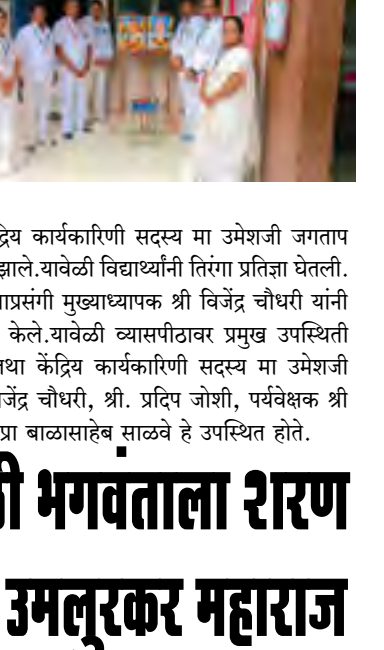 कार्यकारिणी सदस्य मा उमेशजी जगताप
झाले.यावेळी विद्यार्थ्यांनी तिरंगा प्रतिज्ञा घेतली.
मुख्याध्यापक श्री विजेंद्र चौधरी यांनी
केले.यावेळी व्यासपीठावर प्रमुख उपस्थिती
तथा केंद्रिय कार्यकारिणी सदस्य मा उमेशजी
चौधरी, श्री. प्रदिप जोशी, पर्यवेक्षक श्री
प्रा बाळासाहेब साळवे हे उपस्थित होते.
भगवंताला शरण
उमलुरकर महाराज